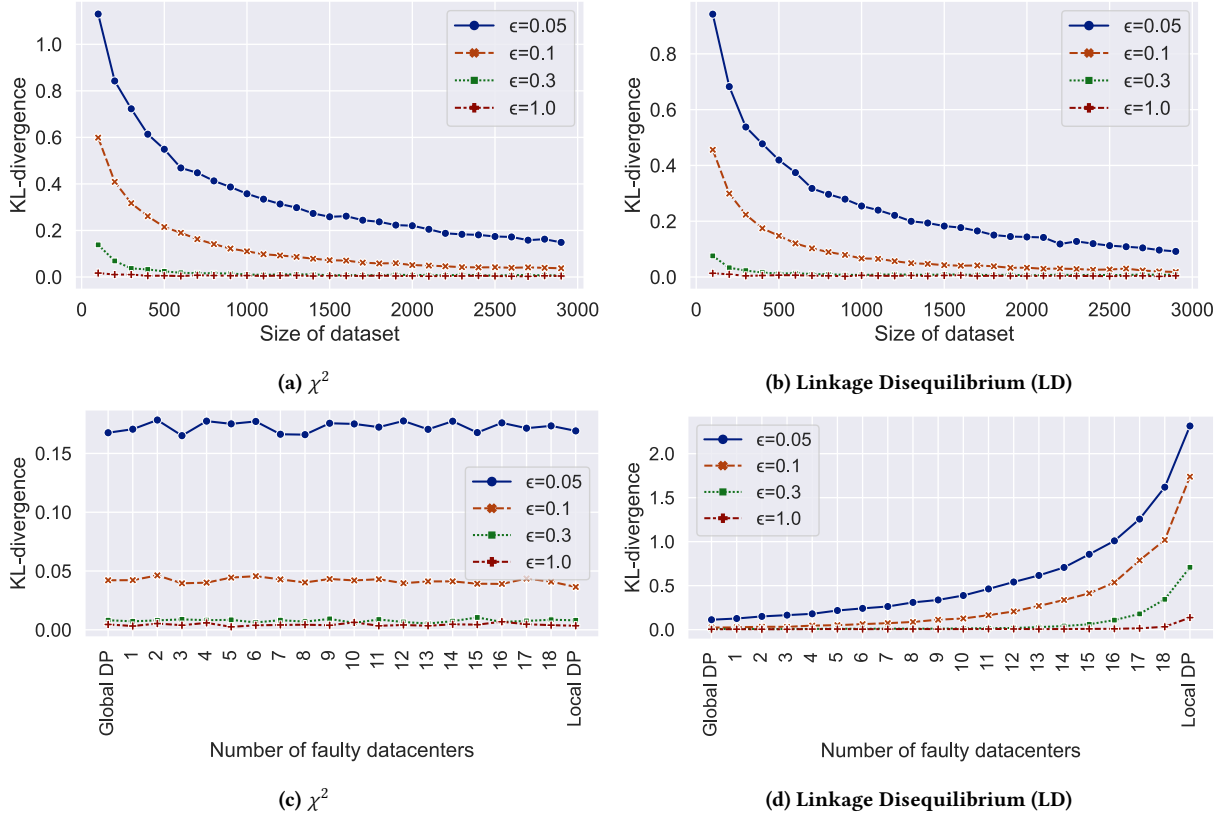 1.0
0.8
0.6
0.4
0.2
0.0
KL-divergence
0 500 1000 1500 2000 2500 3000
Size of dataset
ϵ=0.05
ϵ=0.1
ϵ=0.3
ϵ=1.0
(a) χ²
0.8
0.6
0.4
0.2
0.0
KL-divergence
0 500 1000 1500 2000 2500 3000
Size of dataset
ϵ=0.05
ϵ=0.1
ϵ=0.3
ϵ=1.0
(b) Linkage Disequilibrium (LD)
0.15
0.10
0.05
0.00
KL-divergence
Global DP 1 2 3 4 5 6 7 8 9 10 11 12 13 14 15 16 17 18 Local DP
Number of faulty datacenters
ϵ=0.05
ϵ=0.1
ϵ=0.3
ϵ=1.0
(c) χ²
2.0
1.5
1.0
0.5
0.0
KL-divergence
Global DP 1 2 3 4 5 6 7 8 9 10 11 12 13 14 15 16 17 18 Local DP
Number of faulty datacenters
ϵ=0.05
ϵ=0.1
ϵ=0.3
ϵ=1.0
(d) Linkage Disequilibrium (LD)